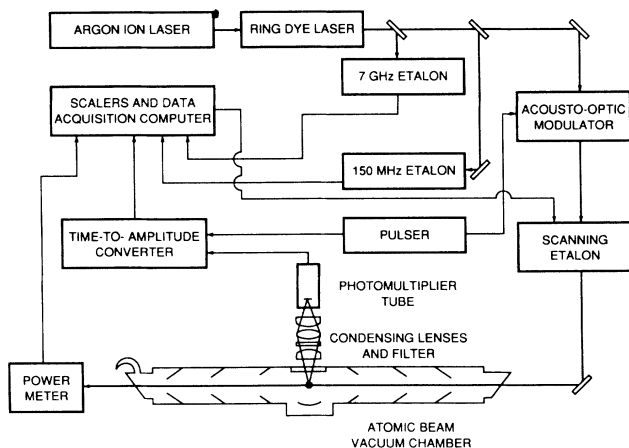 ARGON ION LASER
RING DYE LASER
7 GHz ETALON
SCALERS AND DATA
ACQUISITION COMPUTER
ACOUSTO-OPTIC
MODULATOR
150 MHz ETALON
TIME-TO- AMPLITUDE
CONVERTER
PULSER
SCANNING
ETALON
PHOTOMULTIPLIER
TUBE
CONDENSING LENSES
AND FILTER
POWER
METER
ATOMIC BEAM
VACUUM CHAMBER